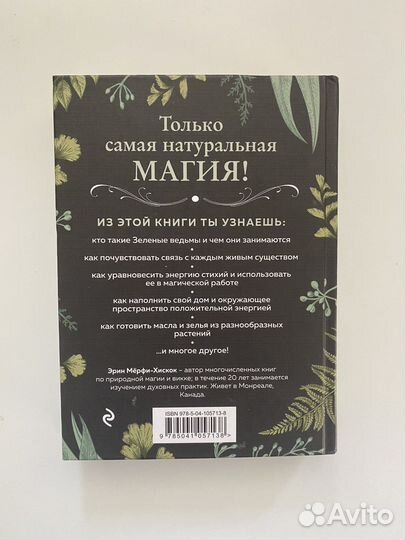 Только
самая натуральная
МАГИЯ!
ИЗ ЭТОЙ КНИГИ ТЫ УЗНАЕШЬ:
кто такие Зеленые ведьмы и чем они занимаются
•
как почувствовать связь с каждым живым существом
•
как уравновесить энергию стихий и использовать
ее в магической работе
•
как наполнить свой дом и окружающее
пространство положительной энергией
•
как готовить масла и зелья из разнообразных
растений
•
...и многое другое!
Эрин Мёрфи-Хискок – автор многочисленных книг
по природной магии и викке; в течение 20 лет занимается
изучением духовных практик. Живет в Монреале,
Канада.
ISBN 978-5-04-105713-8
9 785041 057138 >
Avito